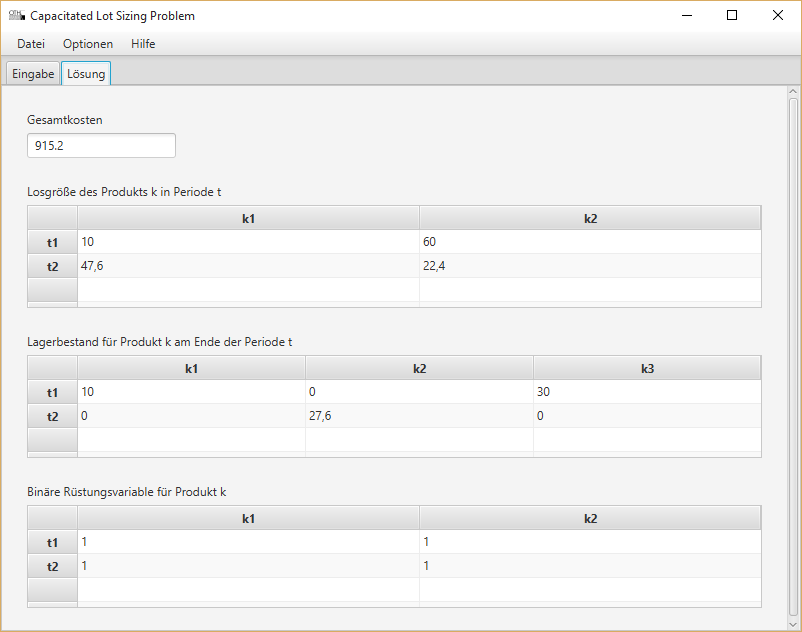 OTH Capacitated Lot Sizing Problem
Datei Optionen Hilfe
Eingabe Lösung
Gesamtkosten
915.2
Losgröße des Produkts k in Periode t
k1 k2
t1 10 60
t2 47,6 22,4
Lagerbestand für Produkt k am Ende der Periode t
k1 k2 k3
t1 10 0 30
t2 0 27,6 0
Binäre Rüstungsvariable für Produkt k
k1 k2
t1 1 1
t2 1 1